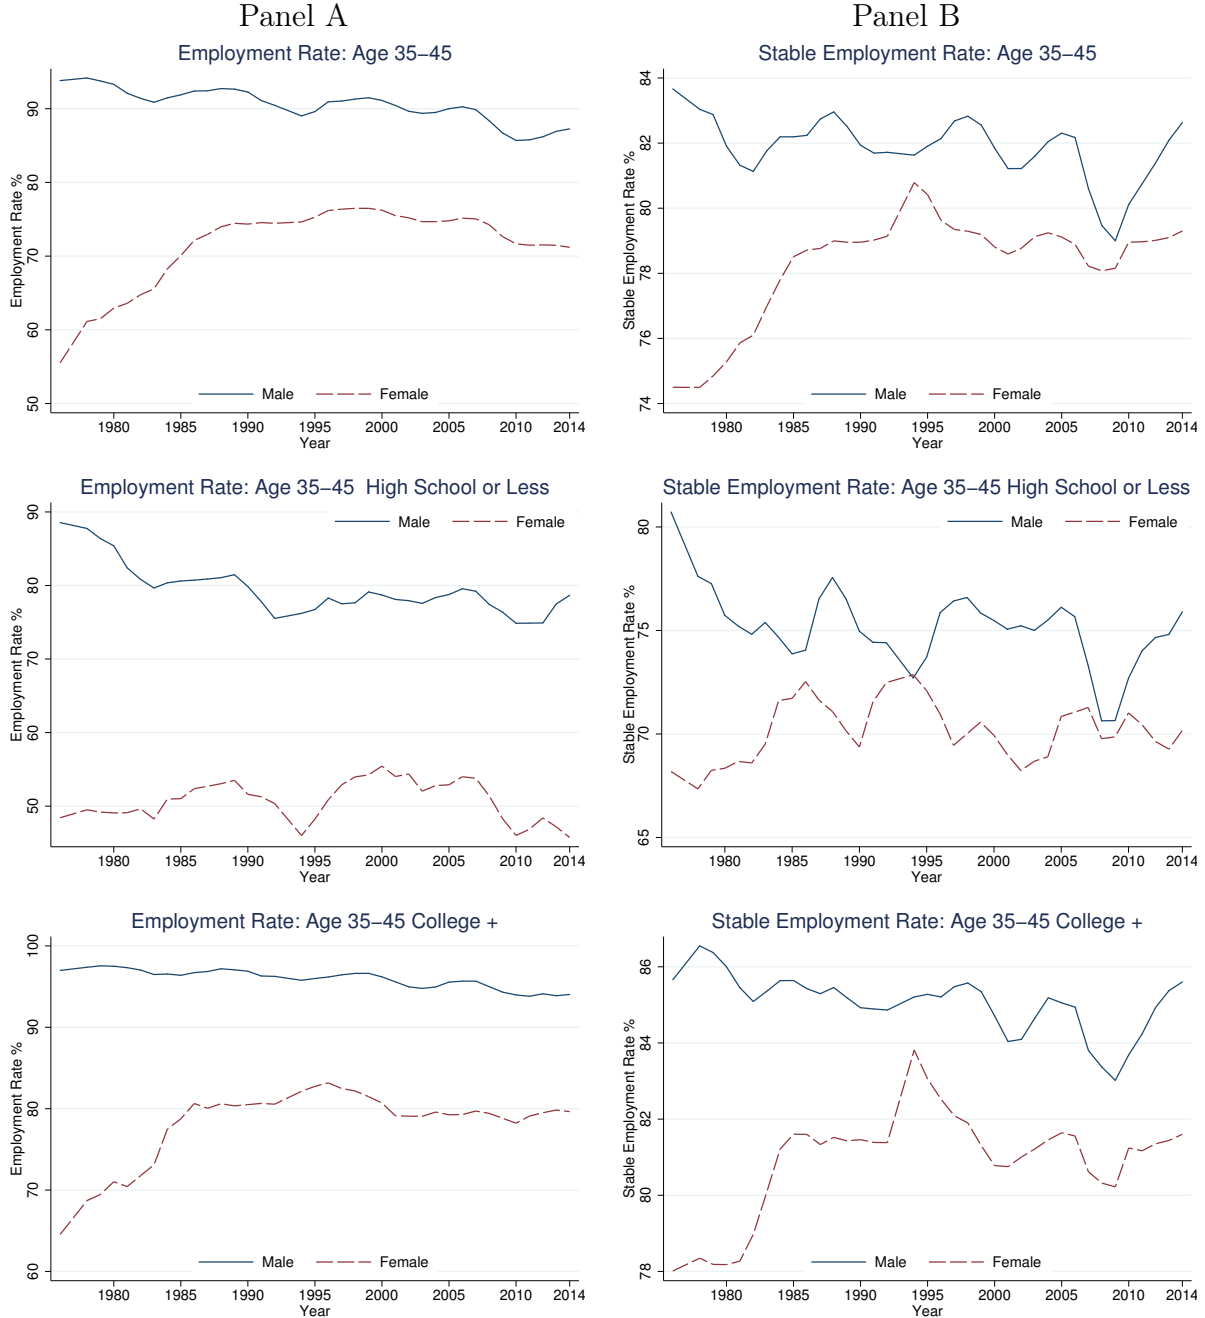 Panel A
Employment Rate: Age 35−45
Employment Rate %
90
80
70
60
50
Male Female
1980 1985 1990 1995 2000 2005 2010 2014
Year
Panel B
Stable Employment Rate: Age 35−45
Stable Employment Rate %
84
82
80
78
76
74
Male Female
1980 1985 1990 1995 2000 2005 2010 2014
Year
Employment Rate: Age 35−45 High School or Less
Employment Rate %
90
80
70
60
50
Male Female
1980 1985 1990 1995 2000 2005 2010 2014
Year
Stable Employment Rate: Age 35−45 High School or Less
Stable Employment Rate %
80
75
70
65
Male Female
1980 1985 1990 1995 2000 2005 2010 2014
Year
Employment Rate: Age 35−45 College +
Employment Rate %
100
90
80
70
60
Male Female
1980 1985 1990 1995 2000 2005 2010 2014
Year
Stable Employment Rate: Age 35−45 College +
Stable Employment Rate %
86
84
82
80
78
Male Female
1980 1985 1990 1995 2000 2005 2010 2014
Year